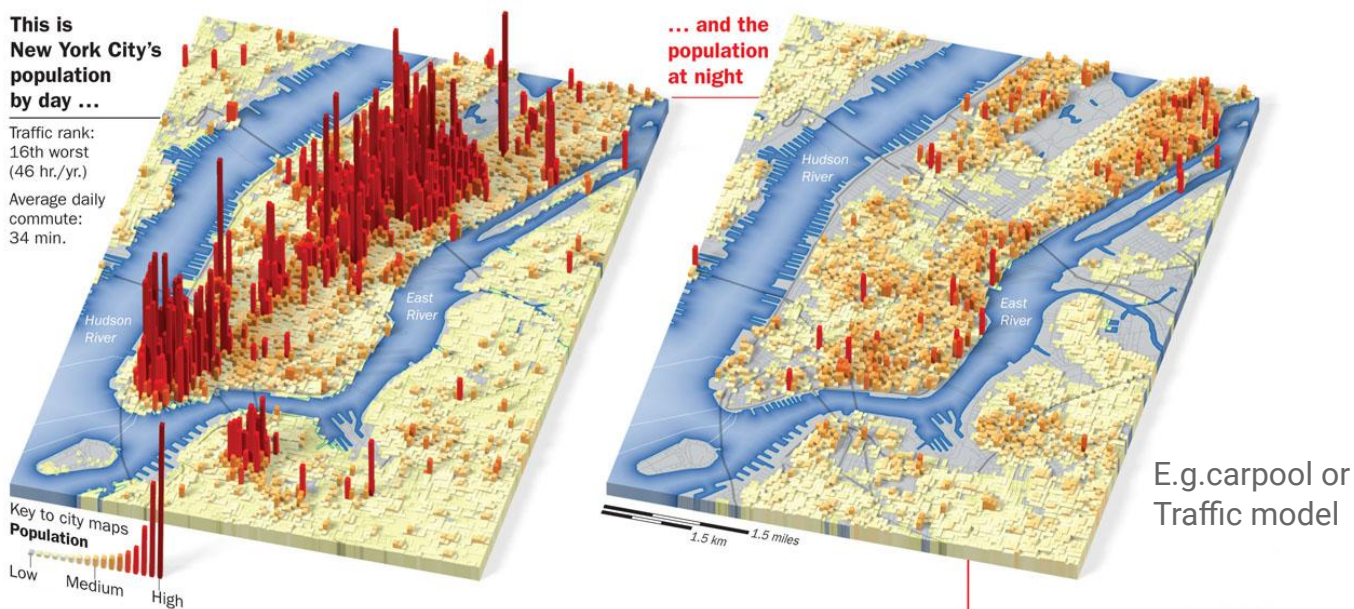 This is
New York City's
population
by day ...
Traffic rank:
16th worst
(46 hr./yr.)
Average daily
commute:
34 min.
Hudson
River
East
River
Key to city maps
Population
Low
Medium
High
... and the
population
at night
Hudson
River
East
River
1.5 km
1.5 miles
E.g.carpool or
Traffic model